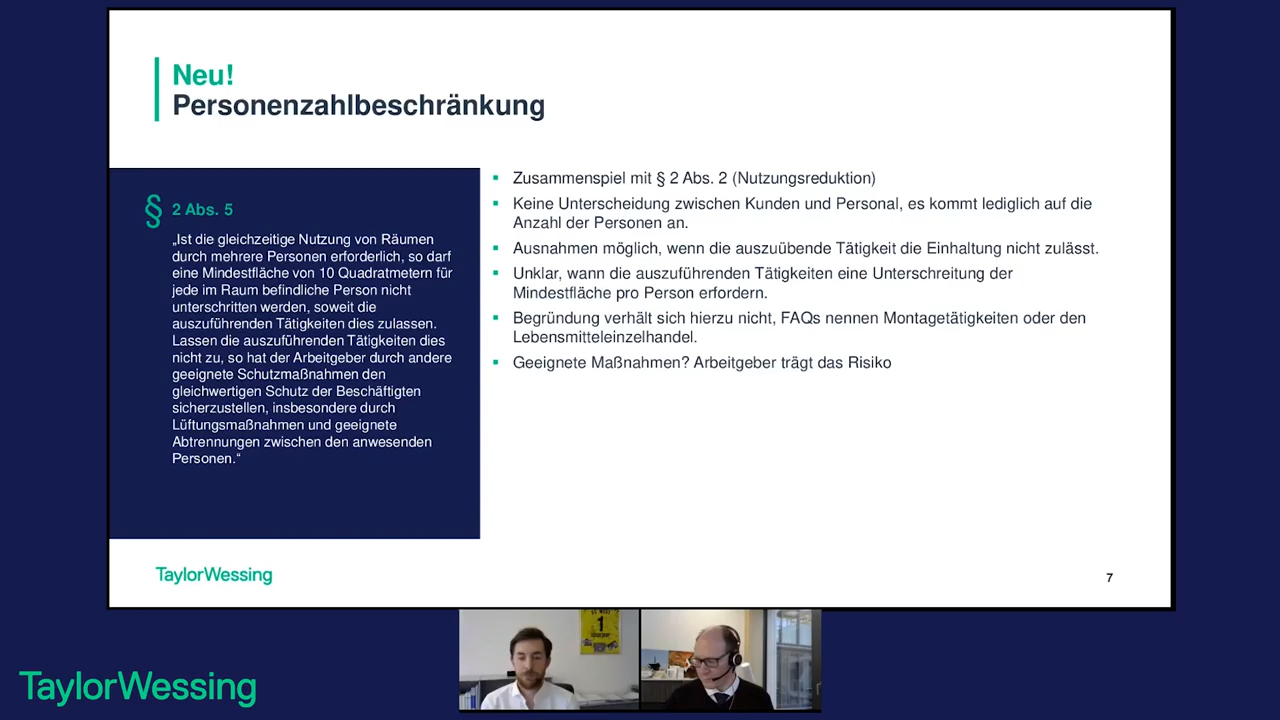 Neu!
Personenzahlbeschränkung
§ 2 Abs. 5
„Ist die gleichzeitige Nutzung von Räumen
durch mehrere Personen erforderlich, so darf
eine Mindestfläche von 10 Quadratmetern für
jede im Raum befindliche Person nicht
unterschritten werden, soweit die
auszuführenden Tätigkeiten dies zulassen.
Lassen die auszuführenden Tätigkeiten dies
nicht zu, so hat der Arbeitgeber durch andere
geeignete Schutzmaßnahmen den
gleichwertigen Schutz der Beschäftigten
sicherzustellen, insbesondere durch
Lüftungsmaßnahmen und geeignete
Abtrennungen zwischen den anwesenden
Personen.“
Zusammenspiel mit § 2 Abs. 2 (Nutzungsreduktion)
Keine Unterscheidung zwischen Kunden und Personal, es kommt lediglich auf die
Anzahl der Personen an.
Ausnahmen möglich, wenn die auszuübende Tätigkeit die Einhaltung nicht zulässt.
Unklar, wann die auszuführenden Tätigkeiten eine Unterschreitung der
Mindestfläche pro Person erfordern.
Begründung verhält sich hierzu nicht, FAQs nennen Montagetätigkeiten oder den
Lebensmitteleinzelhandel.
Geeignete Maßnahmen? Arbeitgeber trägt das Risiko
TaylorWessing
7
1
TaylorWessing